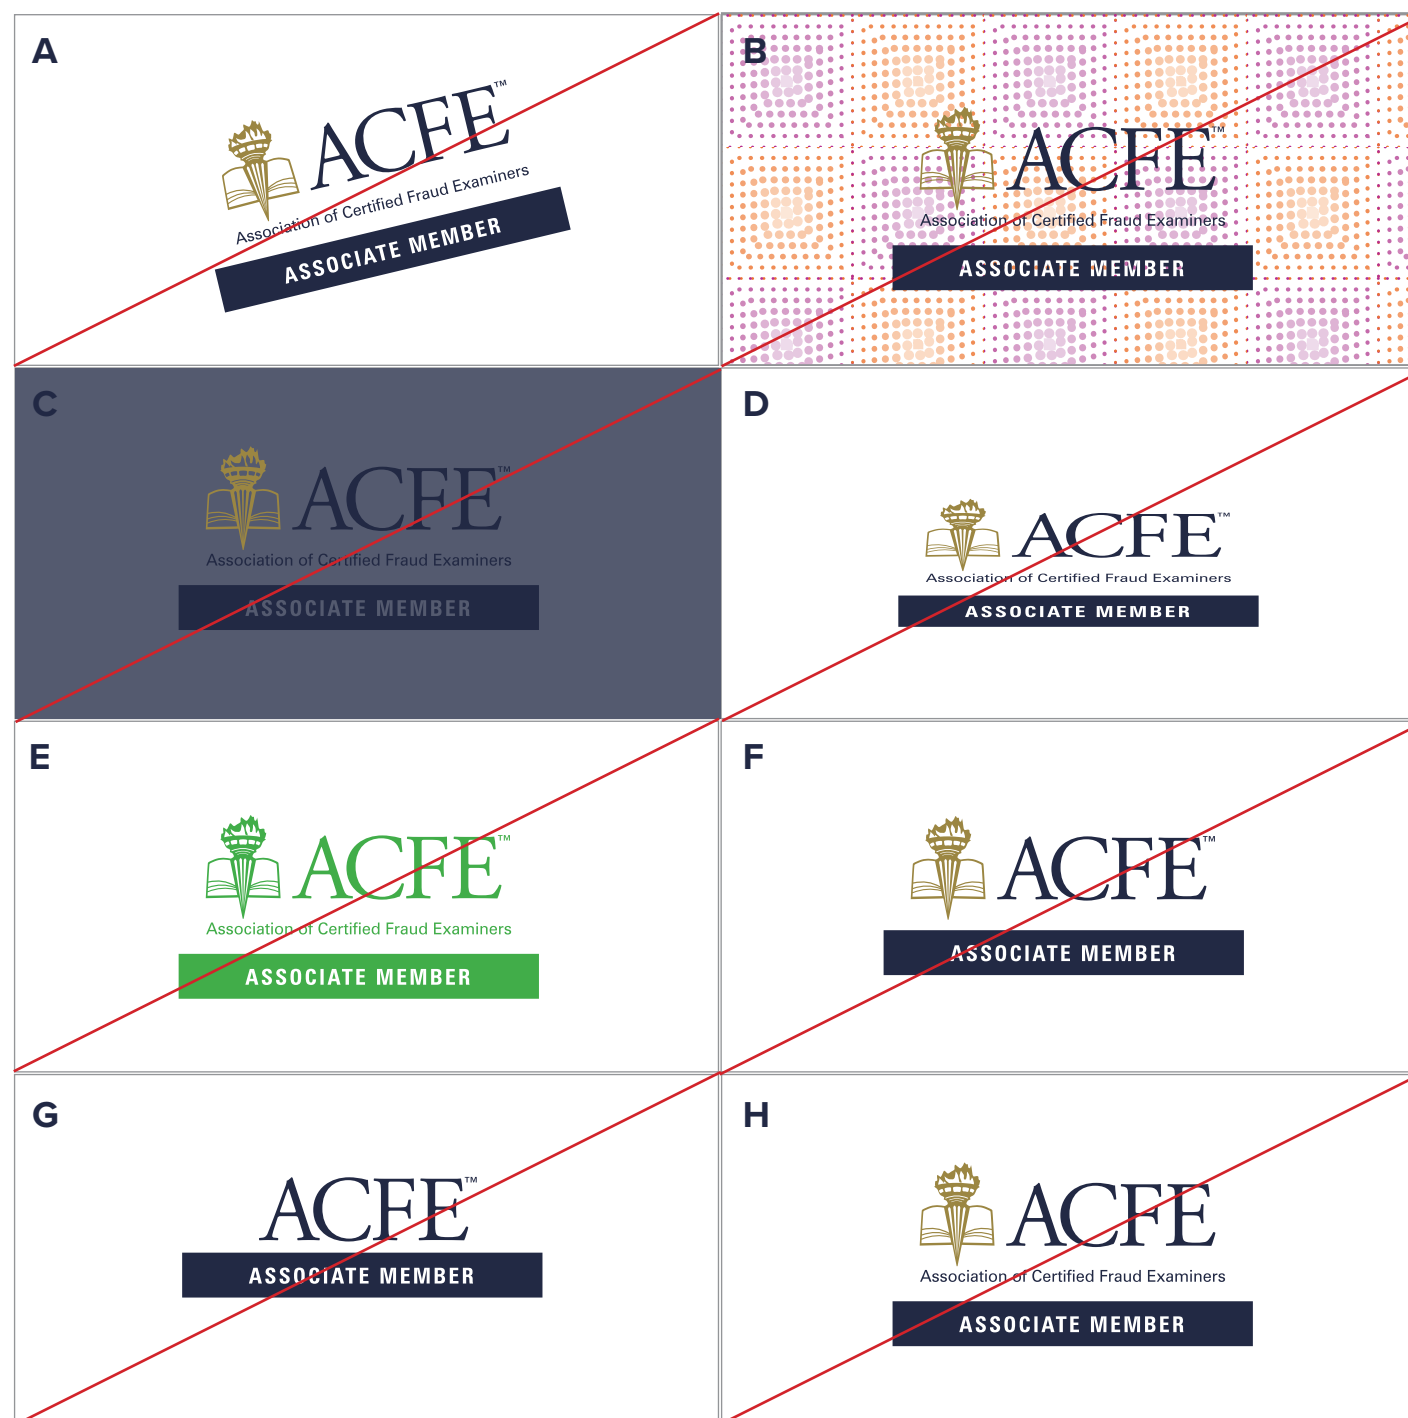 A
ACFE™
Association of Certified Fraud Examiners
ASSOCIATE MEMBER
B
ACFE™
Association of Certified Fraud Examiners
ASSOCIATE MEMBER
C
ACFE™
Association of Certified Fraud Examiners
ASSOCIATE MEMBER
D
ACFE™
Association of Certified Fraud Examiners
ASSOCIATE MEMBER
E
ACFE™
Association of Certified Fraud Examiners
ASSOCIATE MEMBER
F
ACFE™
ASSOCIATE MEMBER
G
ACFE™
ASSOCIATE MEMBER
H
ACFE
Association of Certified Fraud Examiners
ASSOCIATE MEMBER